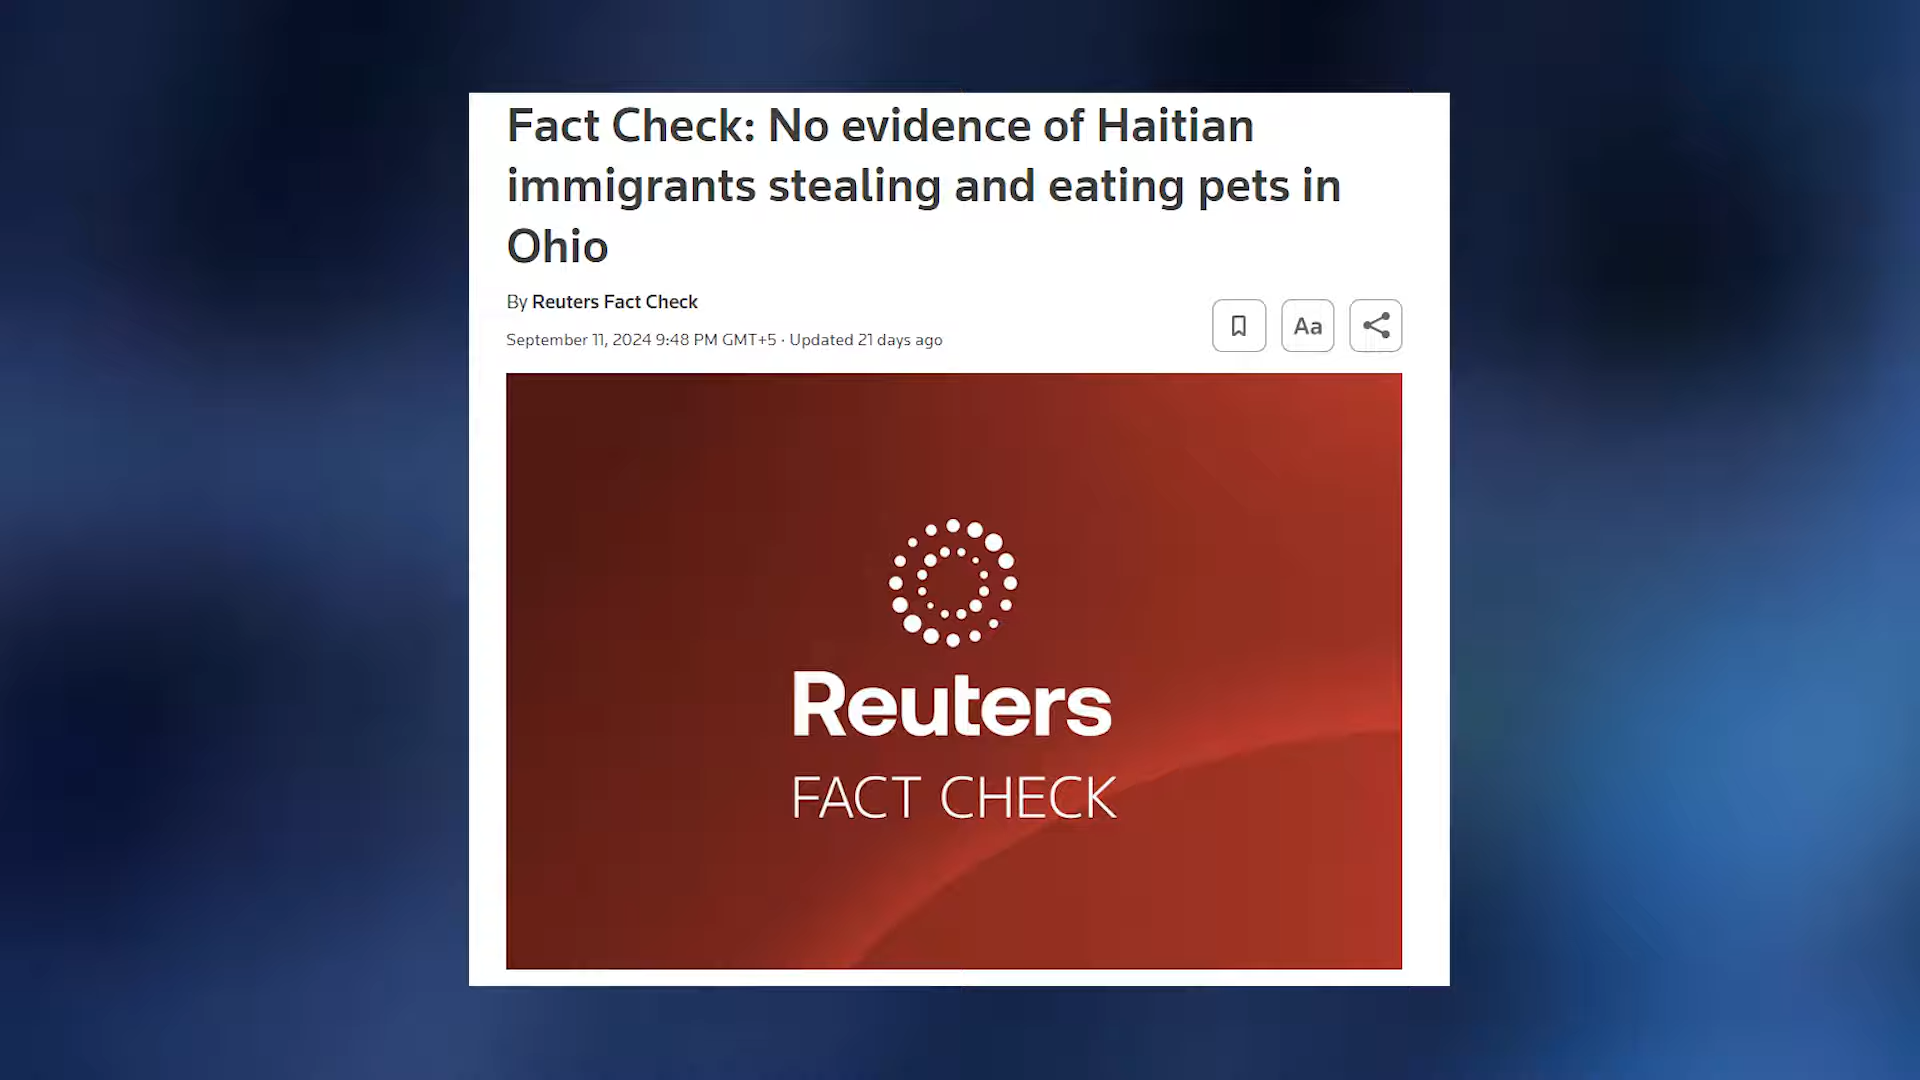 Fact Check: No evidence of Haitian
immigrants stealing and eating pets in
Ohio
By Reuters Fact Check
September 11, 2024 9:48 PM GMT+5 · Updated 21 days ago
Aa
Reuters
FACT CHECK